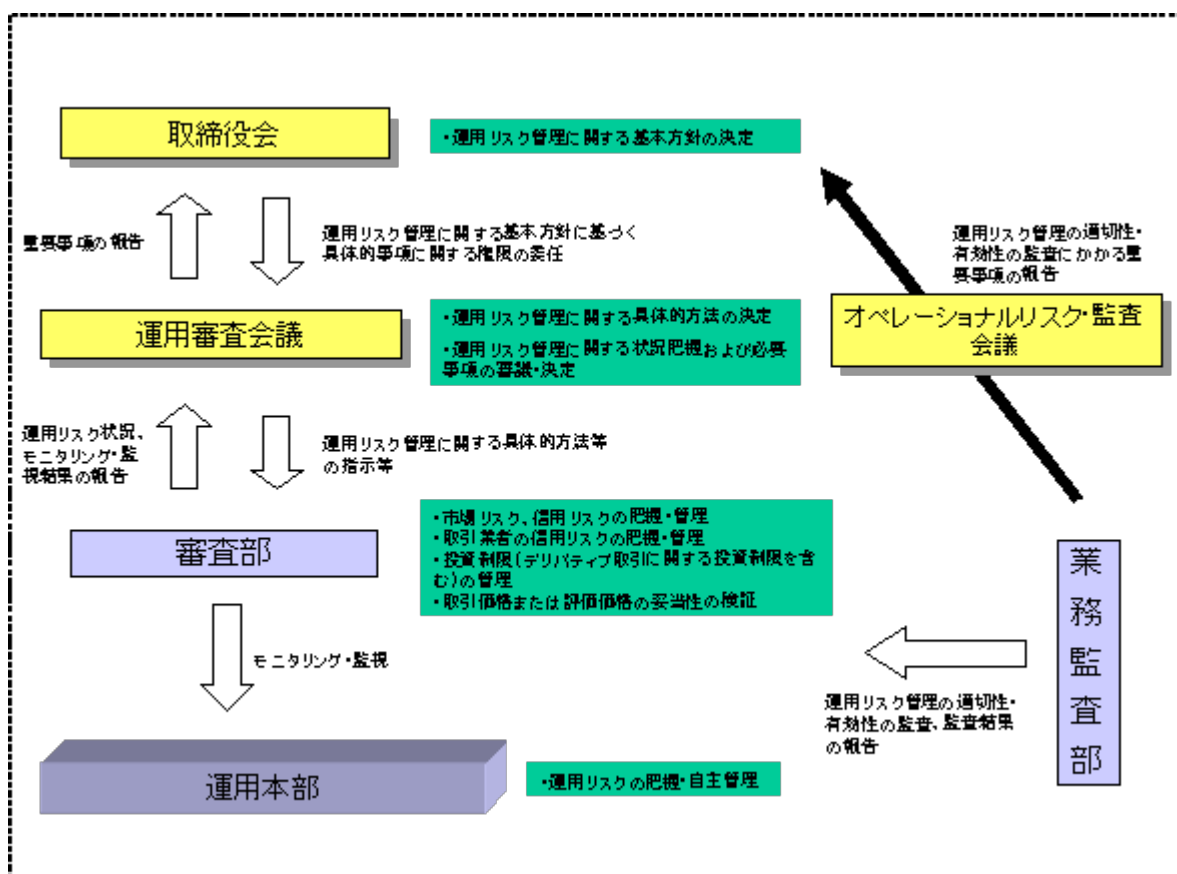 取締役会
・運用リスク管理に関する基本方針の決定
重要事項の報告
運用リスク管理に関する基本方針に基づく
具体的事項に関する権限の委任
運用リスク管理の適切性・
有効性の監査にかかる重
要事項の報告
運用審査会議
・運用リスク管理に関する具体的方法の決定
・運用リスク管理に関する状況把握および必要
事項の審議・決定
オペレーショナルリスク・監査
会議
運用リスク状況、
モニタリング・監
視結果の報告
運用リスク管理に関する具体的方法等
の指示等
審査部
・市場リスク、信用リスクの把握・管理
・取引業者の信用リスクの把握・管理
・投資制限(デリバティブ取引に関する投資制限を含
む)の管理
・取引価格または評価価格の妥当性の検証
業務監査部
モニタリング・監視
運用リスク管理の適切性・
有効性の監査、監査結果
の報告
運用本部
・運用リスクの把握・自主管理